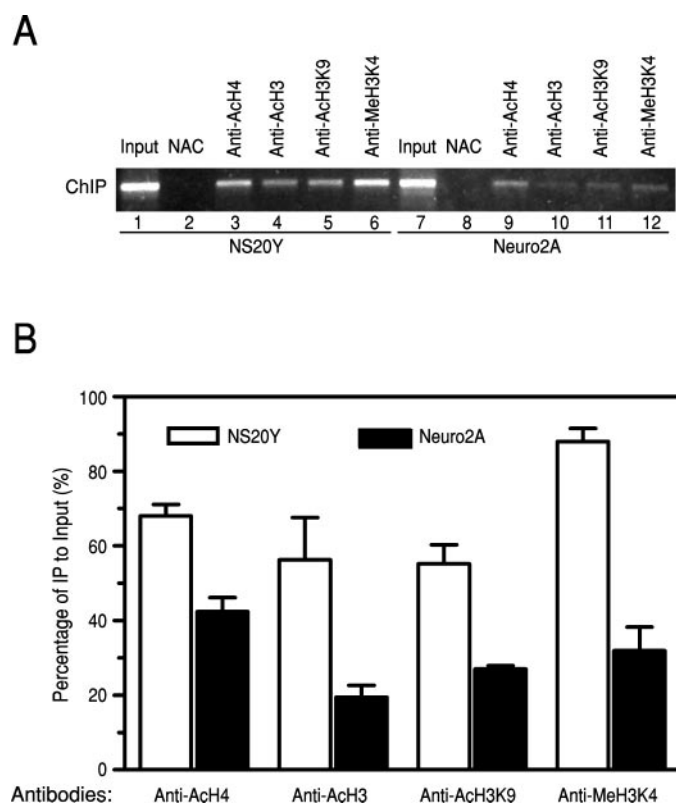 A
Input NAC Anti-AcH4 Anti-AcH3 Anti-AcH3K9 Anti-MeH3K4 Input NAC Anti-AcH4 Anti-AcH3 Anti-AcH3K9 Anti-MeH3K4
ChIP
1 2 3 4 5 6 7 8 9 10 11 12
NS20Y Neuro2A
B
100
80
60
40
20
0
Percentage of IP to Input (%)
NS20Y Neuro2A
Antibodies: Anti-AcH4 Anti-AcH3 Anti-AcH3K9 Anti-MeH3K4